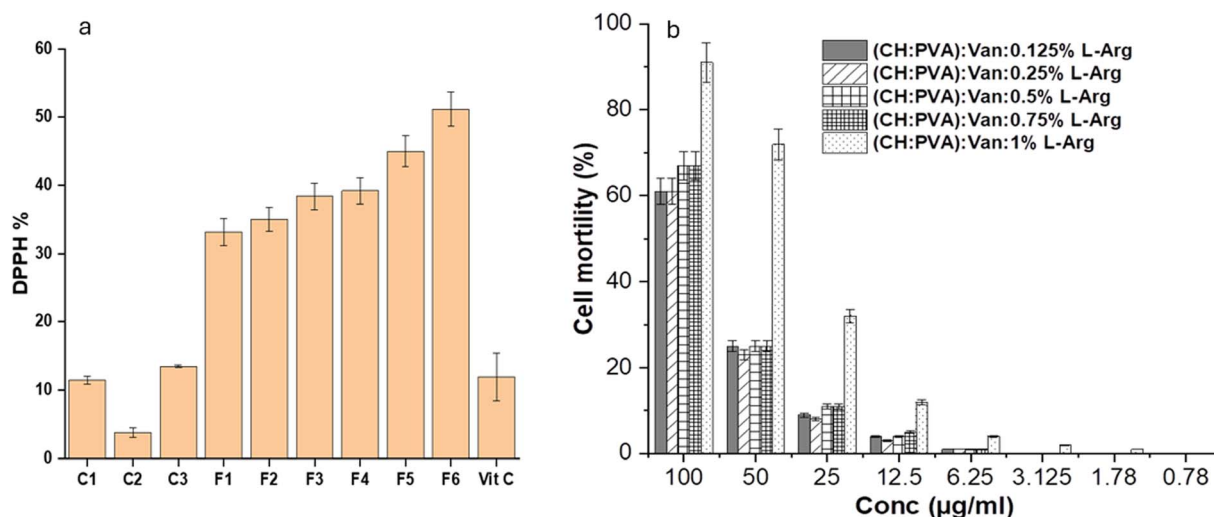 a
60
50
40
30
20
10
0
DPPH %
C1 C2 C3 F1 F2 F3 F4 F5 F6 Vit C
b
100
80
60
40
20
0
Cell mortility (%)
(CH:PVA):Van:0.125% L-Arg
(CH:PVA):Van:0.25% L-Arg
(CH:PVA):Van:0.5% L-Arg
(CH:PVA):Van:0.75% L-Arg
(CH:PVA):Van:1% L-Arg
100 50 25 12.5 6.25 3.125 1.78 0.78
Conc (µg/ml)